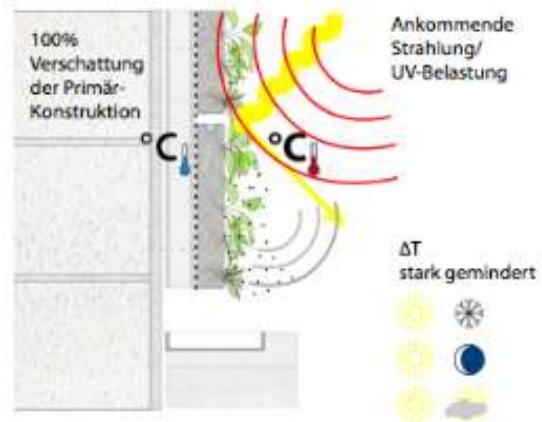 100%
Verschattung
der Primär-
Konstruktion
Ankommende
Strahlung/
UV-Belastung
°C
°C
ΔT
stark gemindert